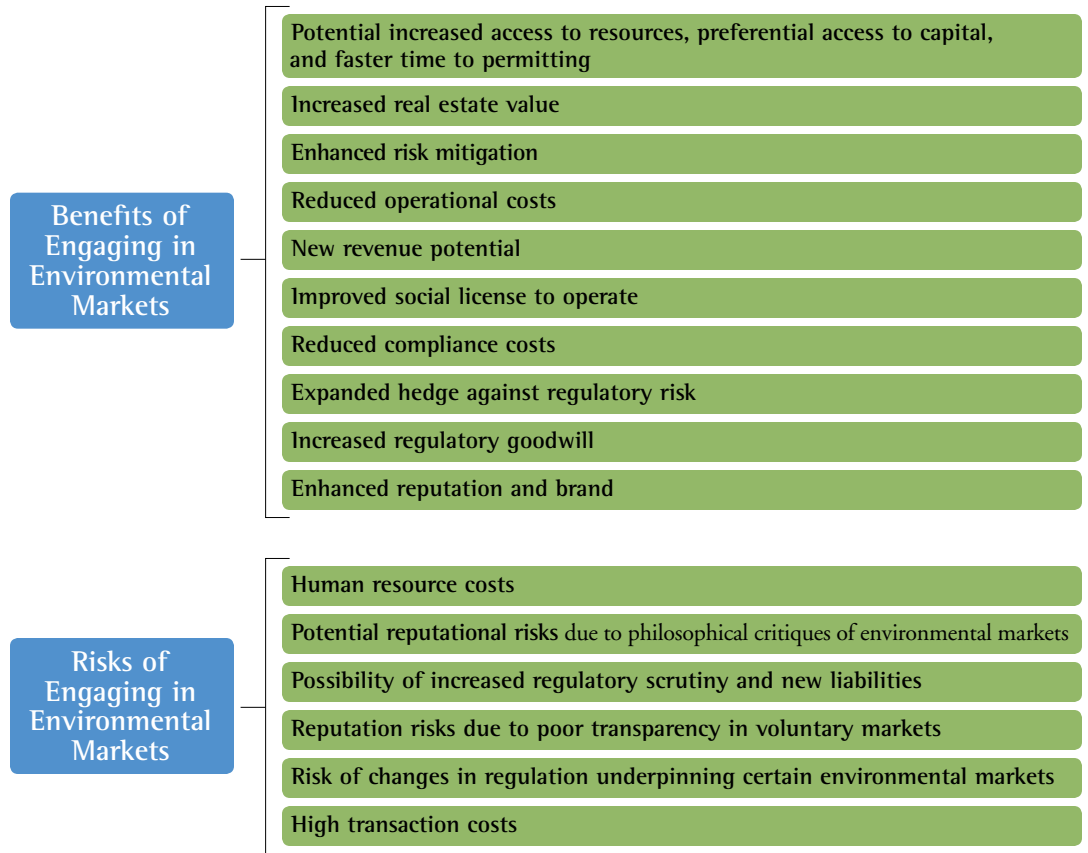 Potential increased access to resources, preferential access to capital,
and faster time to permitting
Increased real estate value
Enhanced risk mitigation
Reduced operational costs
Benefits of
Engaging in
Environmental
Markets
New revenue potential
Improved social license to operate
Reduced compliance costs
Expanded hedge against regulatory risk
Increased regulatory goodwill
Enhanced reputation and brand
Human resource costs
Potential reputational risks due to philosophical critiques of environmental markets
Risks of
Engaging in
Environmental
Markets
Possibility of increased regulatory scrutiny and new liabilities
Reputation risks due to poor transparency in voluntary markets
Risk of changes in regulation underpinning certain environmental markets
High transaction costs